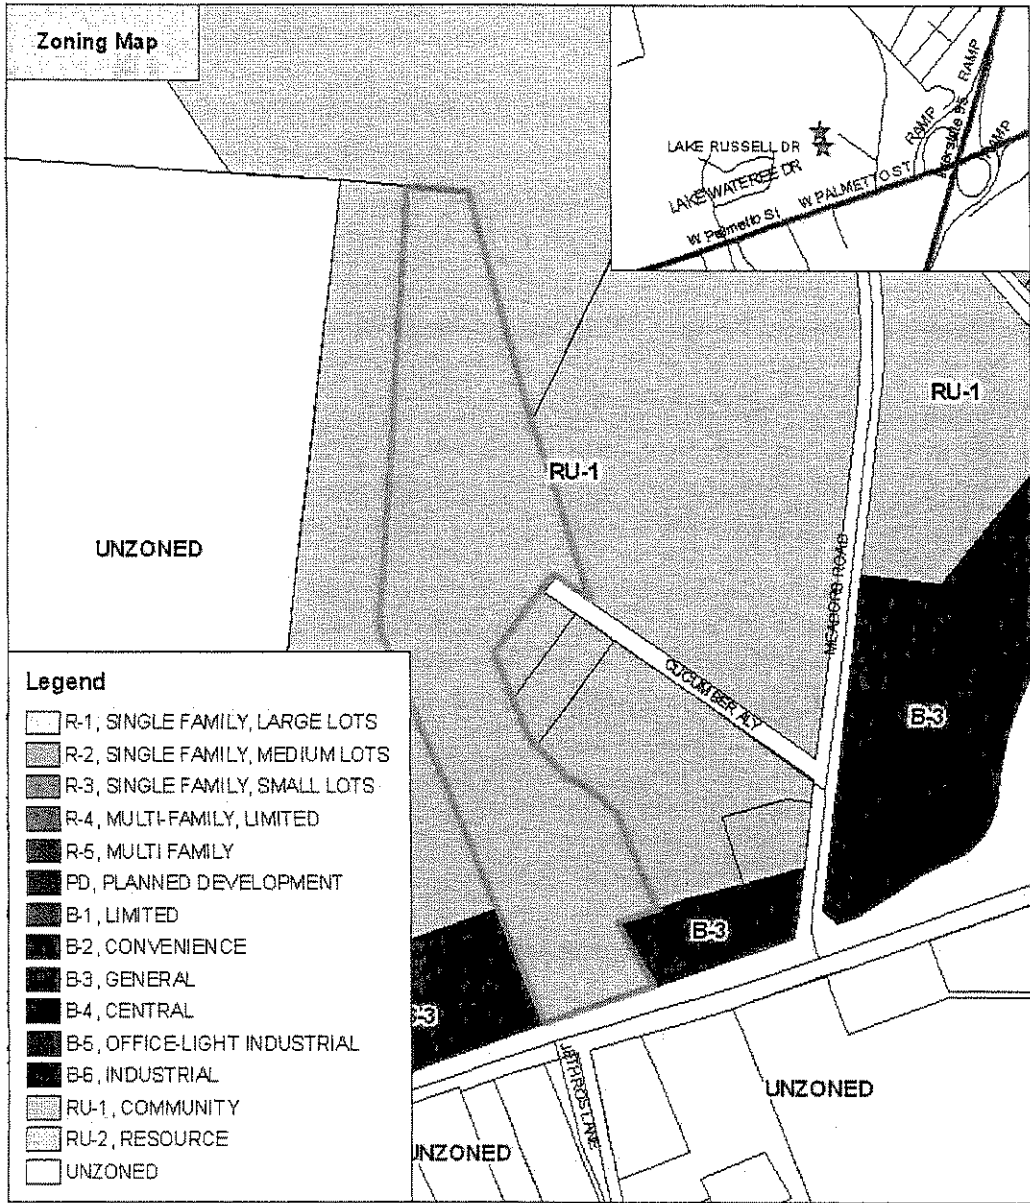 Zoning Map
RAMP
LAKE RUSSELL DR
RAMP
RAMP
LAKE WATEREE DR
W PALMETTO ST
W Palmetto St
RU-1
RU-1
UNZONED
MEADORS ROAD
CUCUMBER ALY
B-3
B-3
Legend
R-1, SINGLE FAMILY, LARGE LOTS
R-2, SINGLE FAMILY, MEDIUM LOTS
R-3, SINGLE FAMILY, SMALL LOTS
R-4, MULTI-FAMILY, LIMITED
R-5, MULTI FAMILY
PD, PLANNED DEVELOPMENT
B-1, LIMITED
B-2, CONVENIENCE
B-3, GENERAL
B-4, CENTRAL
B-5, OFFICE-LIGHT INDUSTRIAL
B-6, INDUSTRIAL
RU-1, COMMUNITY
RU-2, RESOURCE
UNZONED
JETHROS LANE
UNZONED
UNZONED